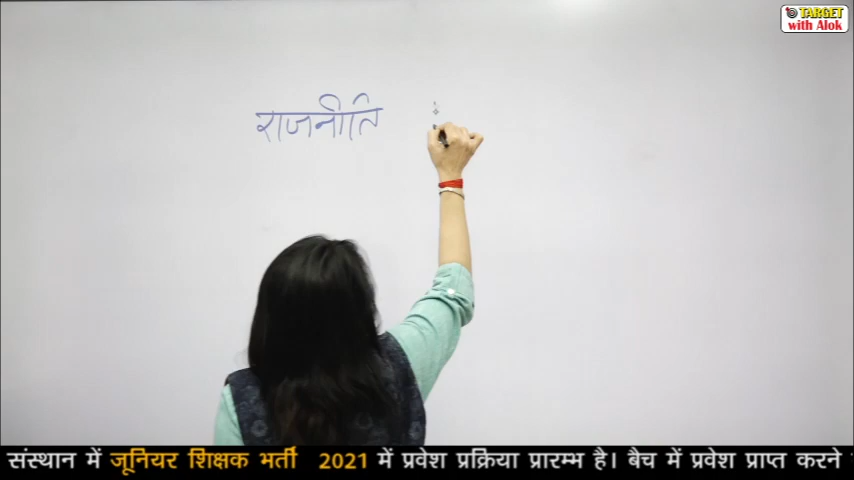 TARGET
with Alok
राजनीति
संस्थान में जूनियर शिक्षक भर्ती 2021 में प्रवेश प्रक्रिया प्रारम्भ है। बैच में प्रवेश प्राप्त करने